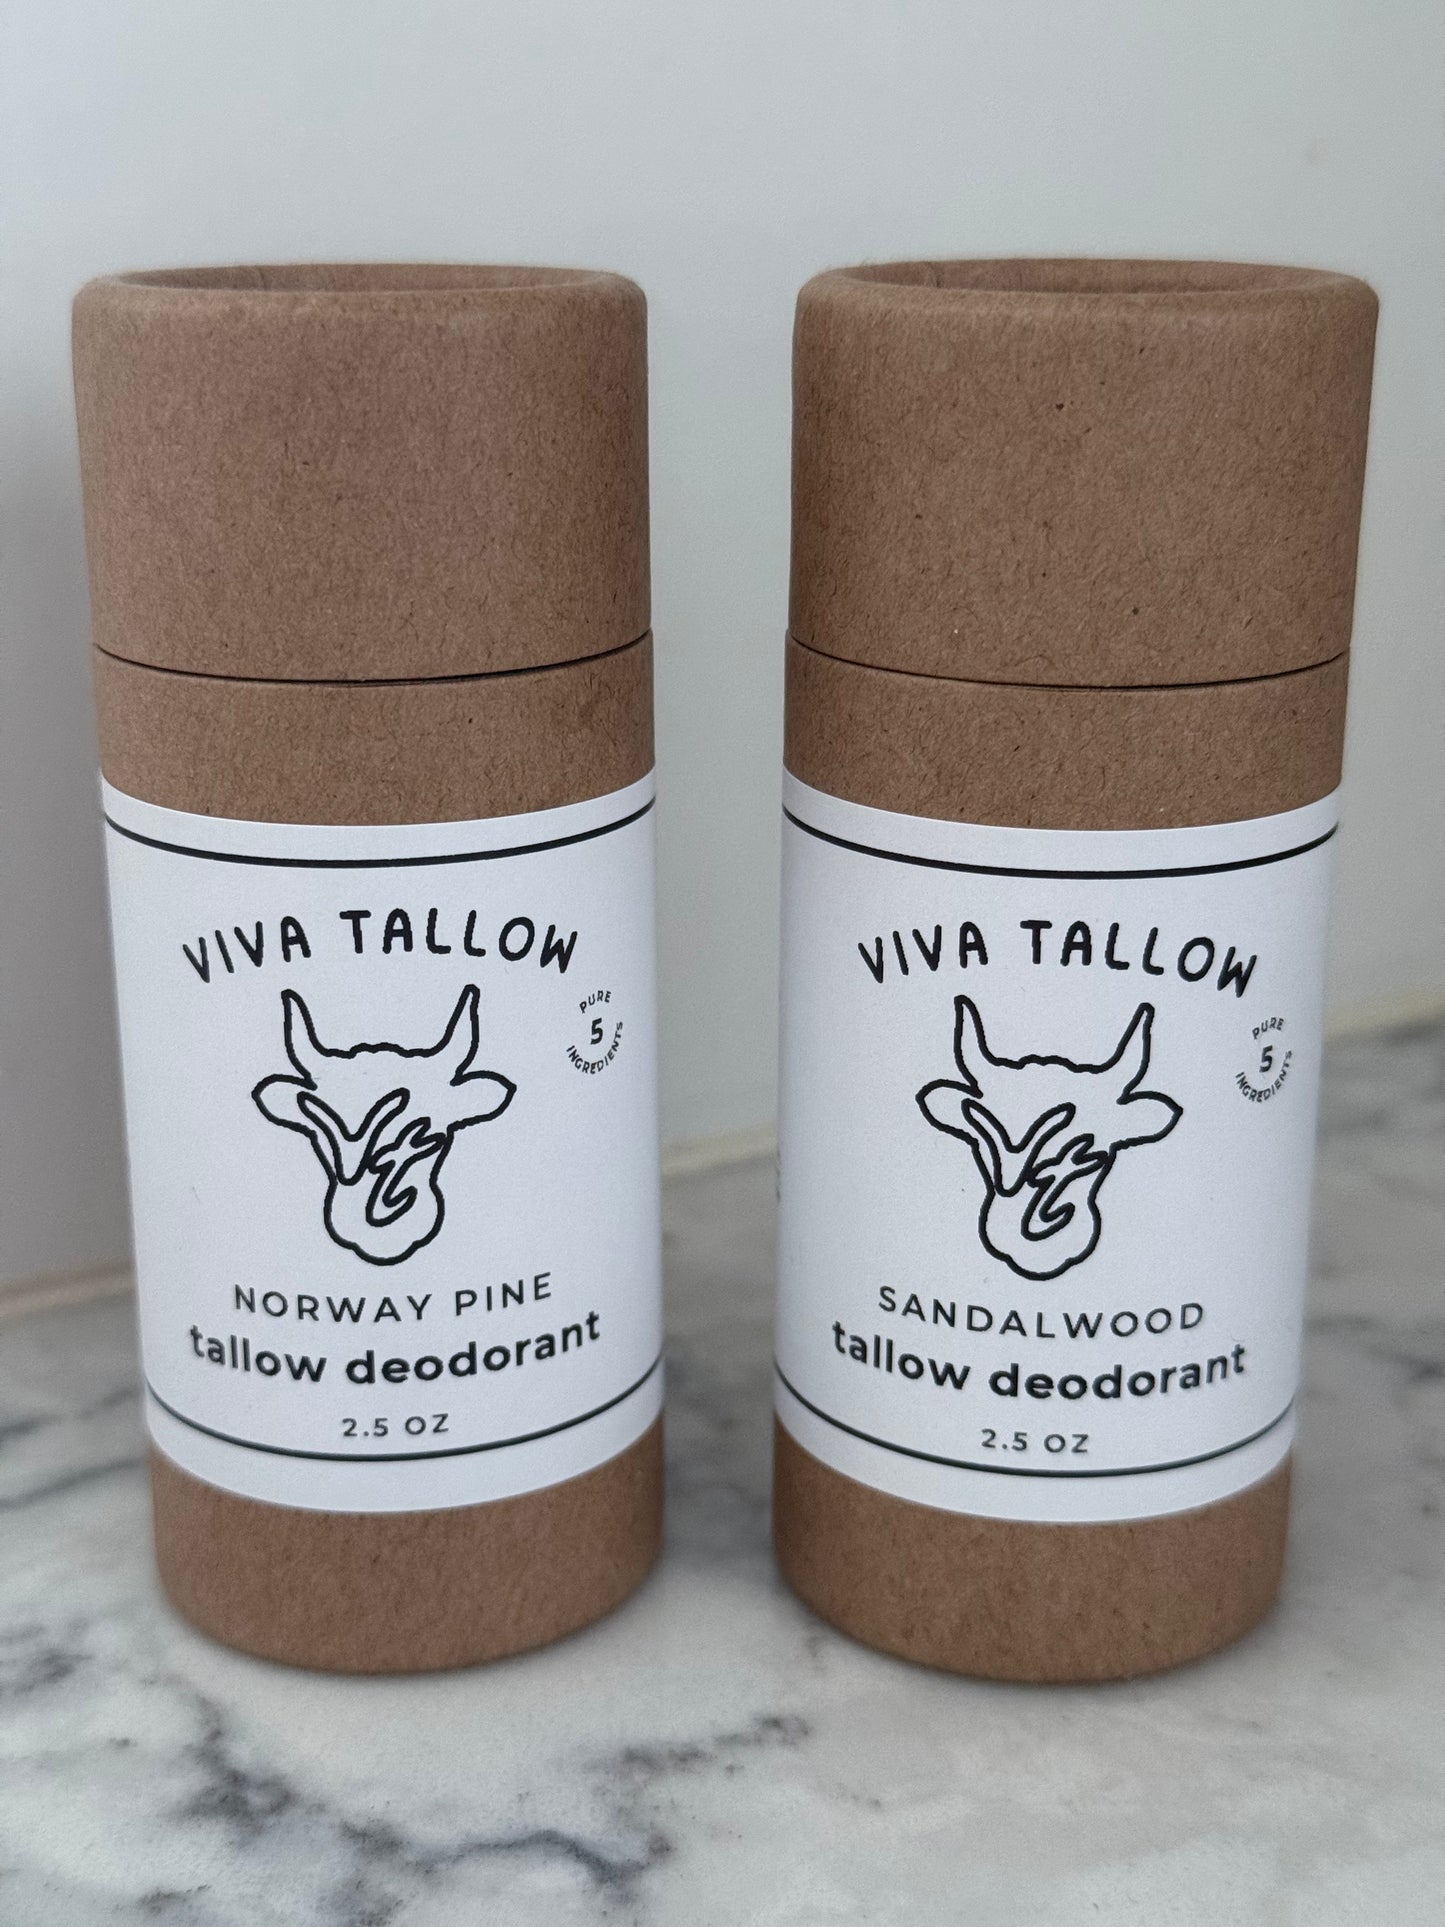 VIVA TALLOW
PURE
5
INGREDIENTS
NORWAY PINE
tallow deodorant
2.5 OZ
VIVA TALLOW
PURE
5
INGREDIENTS
SANDALWOOD
tallow deodorant
2.5 OZ